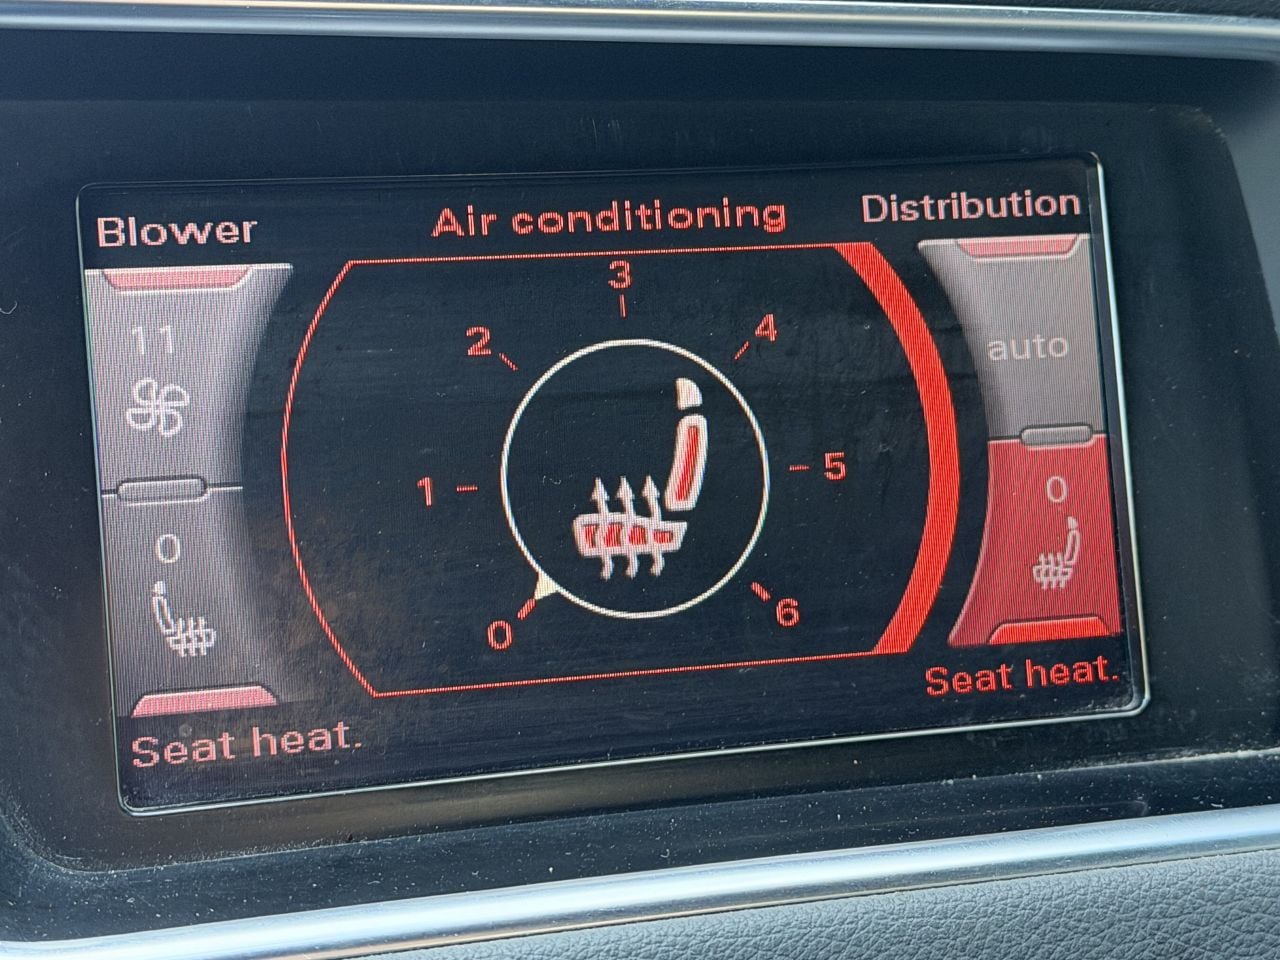 Blower
Air conditioning
Distribution
11
auto
0
0
Seat heat.
Seat heat.
0
1
2
3
4
5
6